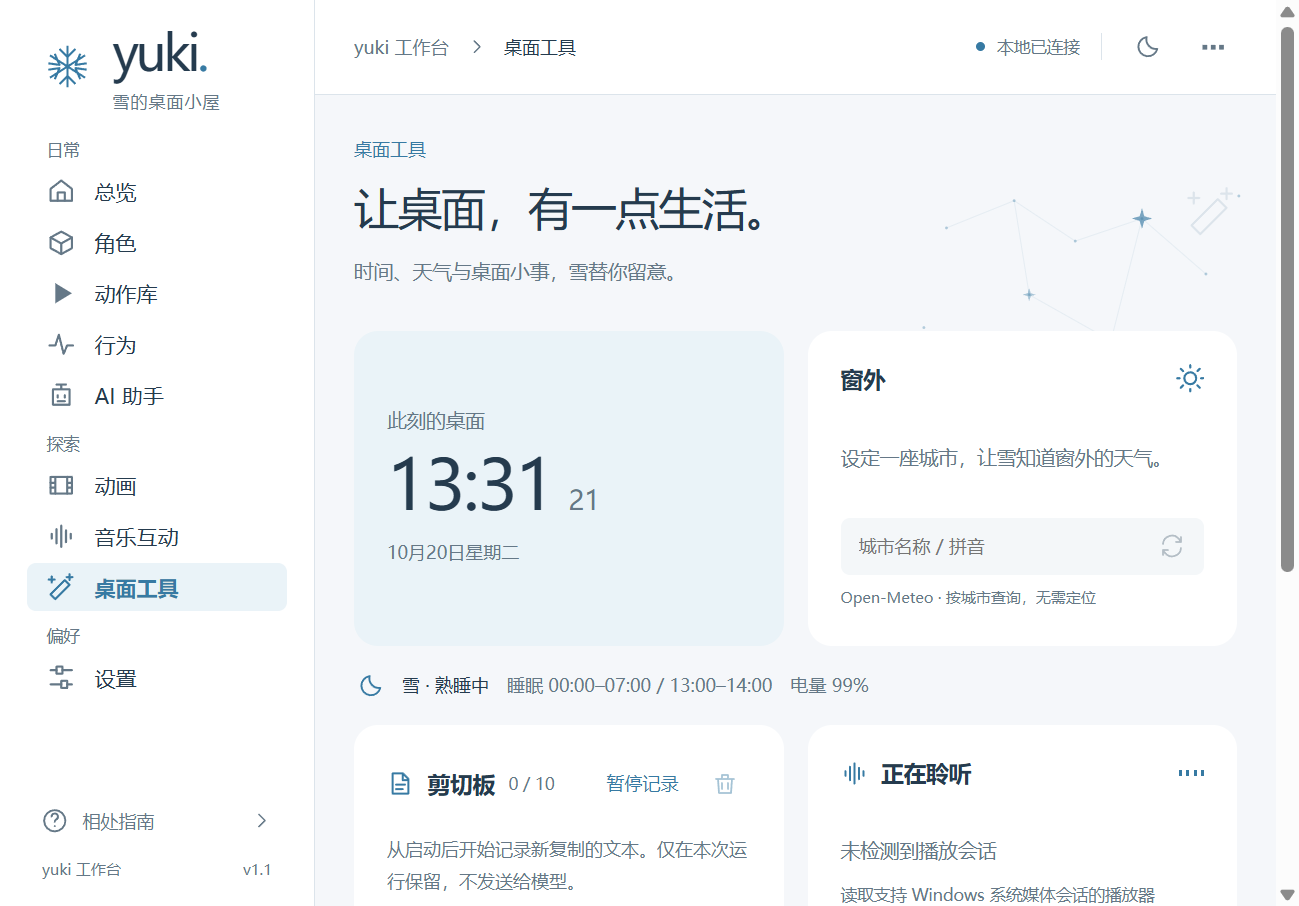 yuki.
雪的桌面小屋
日常
总览
角色
动作库
行为
AI 助手
探索
动画
音乐互动
桌面工具
偏好
设置
相处指南
yuki 工作台 v1.1
yuki 工作台 桌面工具
本地已连接
桌面工具
让桌面，有一点生活。
时间、天气与桌面小事，雪替你留意。
此刻的桌面
13:31 21
10月20日星期二
窗外
设定一座城市，让雪知道窗外的天气。
城市名称 / 拼音
Open-Meteo · 按城市查询，无需定位
雪 · 熟睡中 睡眠 00:00–07:00 / 13:00–14:00 电量 99%
剪切板 0 / 10 暂停记录
从启动后开始记录新复制的文本。仅在本次运
行保留，不发送给模型。
正在聆听
未检测到播放会话
读取支持 Windows 系统媒体会话的播放器